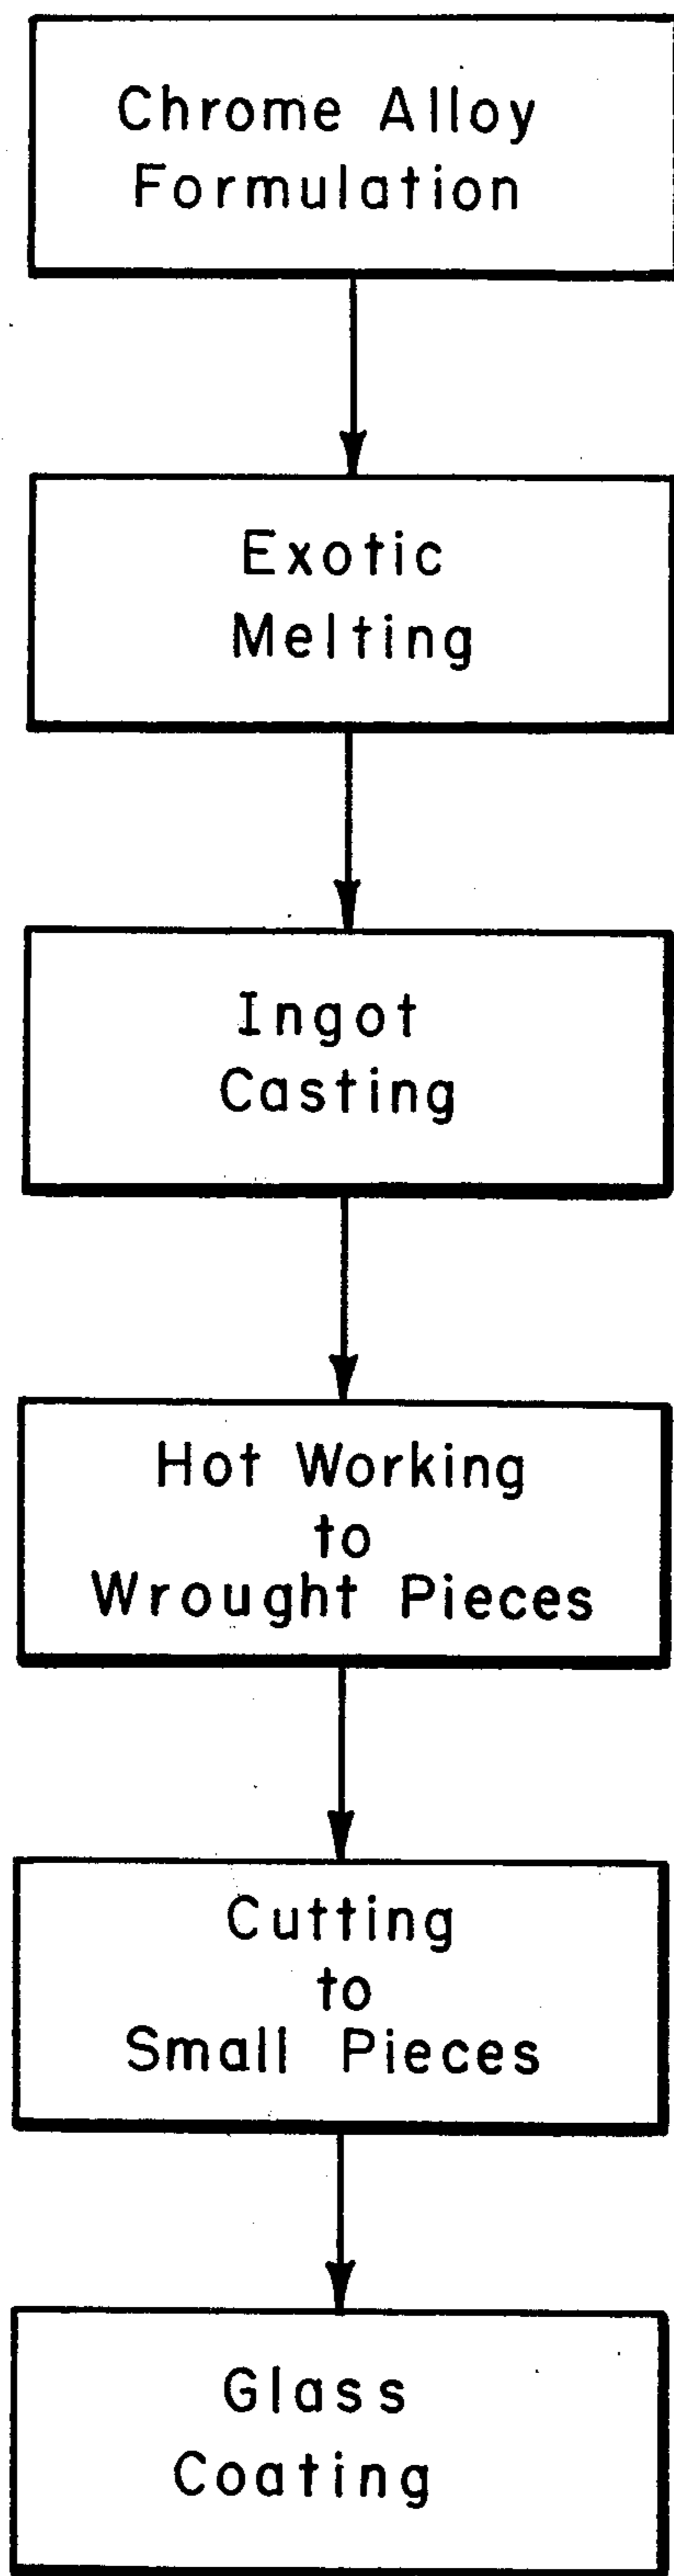 Chrome Alloy
Formulation
Exotic
Melting
Ingot
Casting
Hot Working
to
Wrought Pieces
Cutting
to
Small Pieces
Glass
Coating